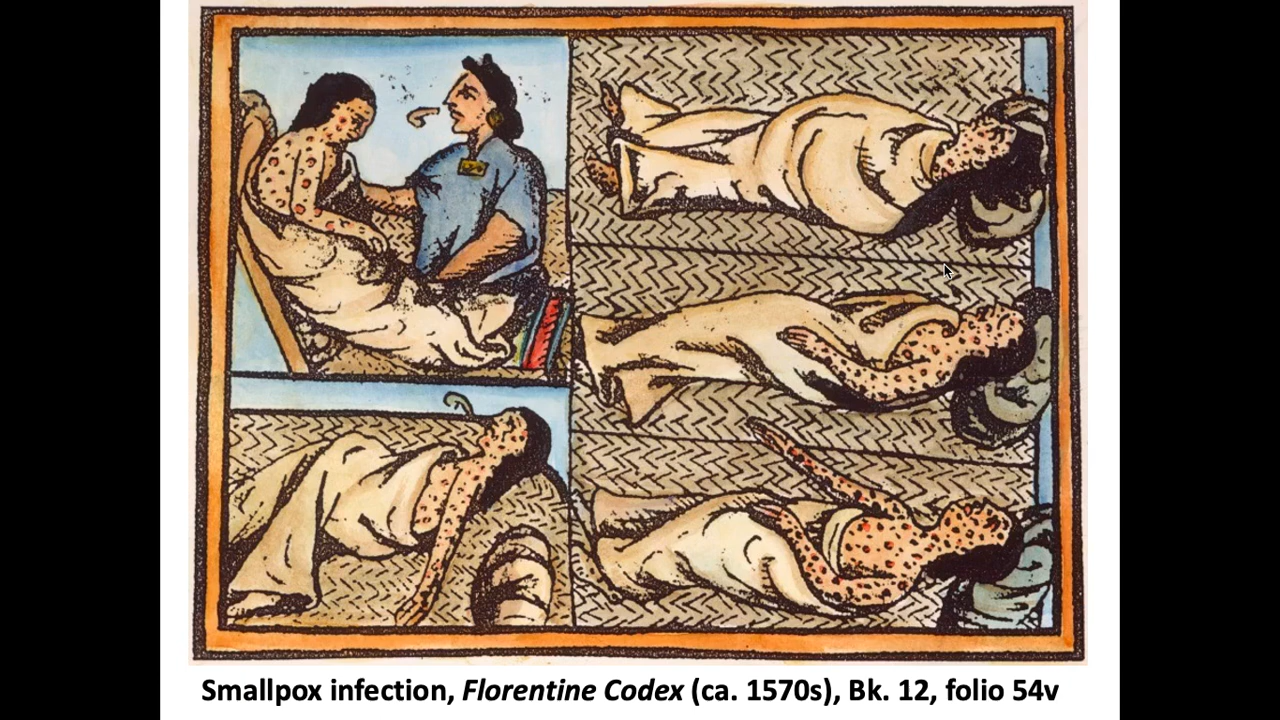 Smallpox infection, Florentine Codex (ca. 1570s), Bk. 12, folio 54v